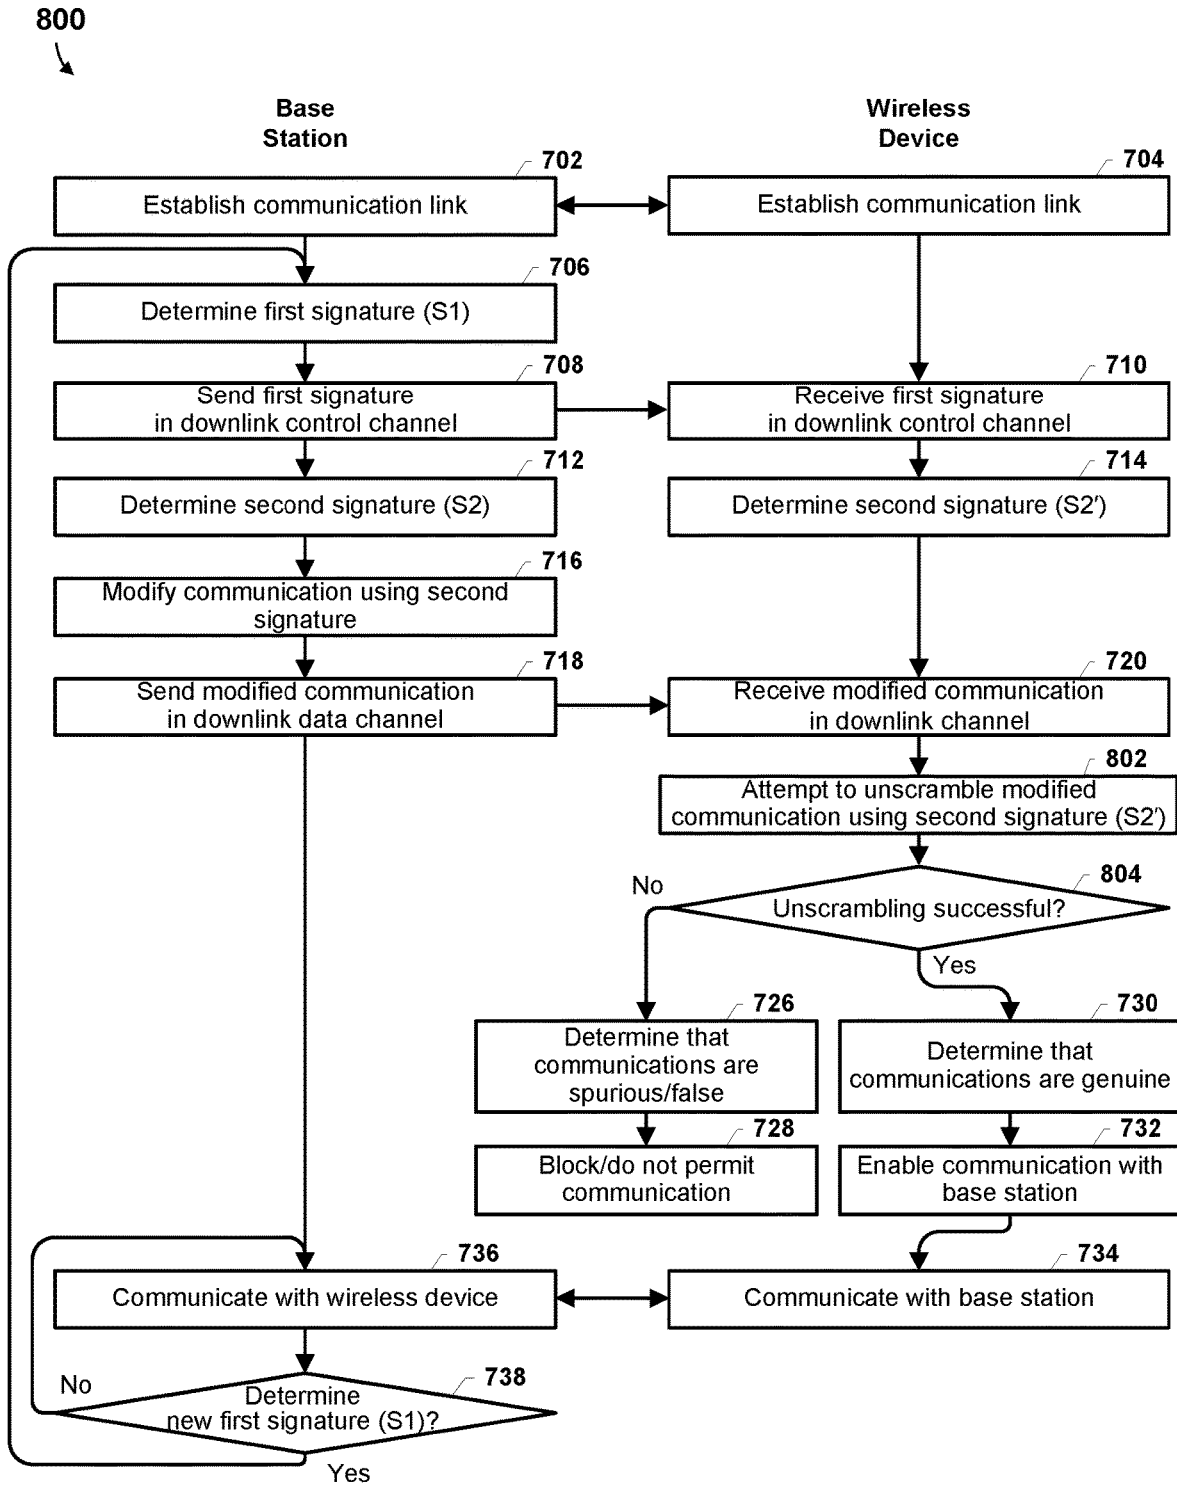 800
Base
Station
Wireless
Device
702
Establish communication link
704
Establish communication link
706
Determine first signature (S1)
708
Send first signature
in downlink control channel
710
Receive first signature
in downlink control channel
712
Determine second signature (S2)
714
Determine second signature (S2′)
716
Modify communication using second
signature
718
Send modified communication
in downlink data channel
720
Receive modified communication
in downlink channel
802
Attempt to unscramble modified
communication using second signature (S2′)
804
Unscrambling successful?
No
Yes
726
Determine that
communications are
spurious/false
730
Determine that
communications are genuine
728
Block/do not permit
communication
732
Enable communication with
base station
736
Communicate with wireless device
734
Communicate with base station
738
Determine
new first signature (S1)?
No
Yes